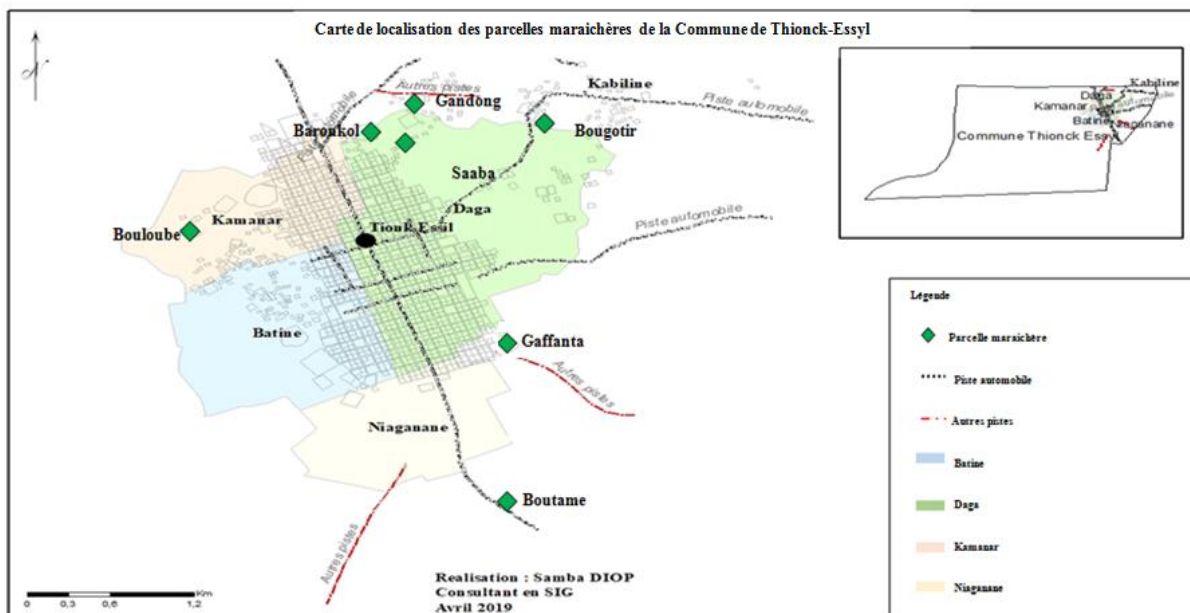 Carte de localisation des parcelles maraichères de la Commune de Thionck-Essyl
N
Kabiline
Autres pistes
Piste automobile
Gandong
Baroukol
Bougotir
Saaba
Kamanar
Daga
Bouloube
Tionk Essil
Piste automobile
Batine
Gaffanta
Autres pistes
Niaganane
Boutame
Autres pistes
Realisation : Samba DIOP
Consultant en SIG
Avril 2019
0 0,3 0,6 1,2 Km
Kabiline
Daga
Kamanar
Batine
Commune Thionck
Légende
Parcelle maraichère
Piste automobile
Autres pistes
Batine
Daga
Kamanar
Niaganane